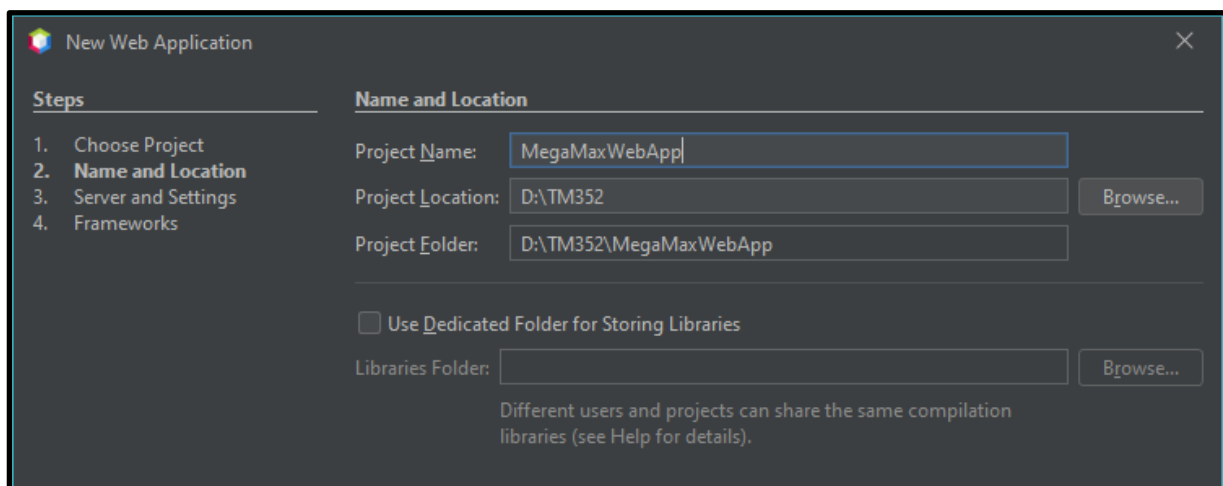 New Web Application
Steps
1. Choose Project
2. Name and Location
3. Server and Settings
4. Frameworks
Name and Location
Project Name: MegaMaxWebApp
Project Location: D:\TM352 Browse...
Project Folder: D:\TM352\MegaMaxWebApp
Use Dedicated Folder for Storing Libraries
Libraries Folder: Browse...
Different users and projects can share the same compilation
libraries (see Help for details).